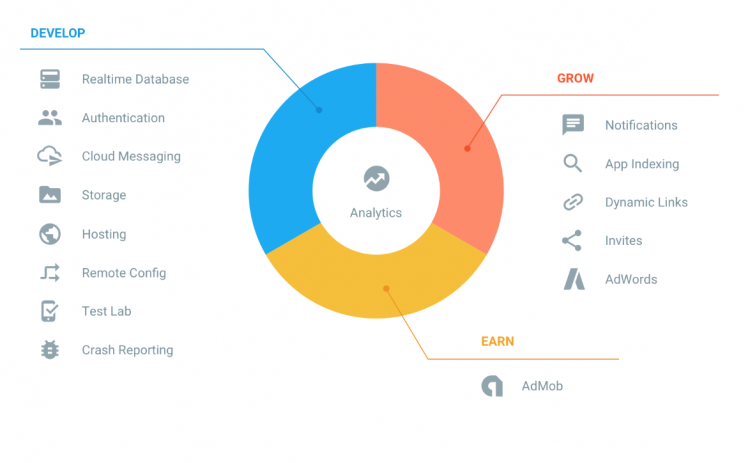 DEVELOP
Realtime Database
Authentication
Cloud Messaging
Storage
Hosting
Remote Config
Test Lab
Crash Reporting
Analytics
GROW
Notifications
App Indexing
Dynamic Links
Invites
AdWords
EARN
AdMob